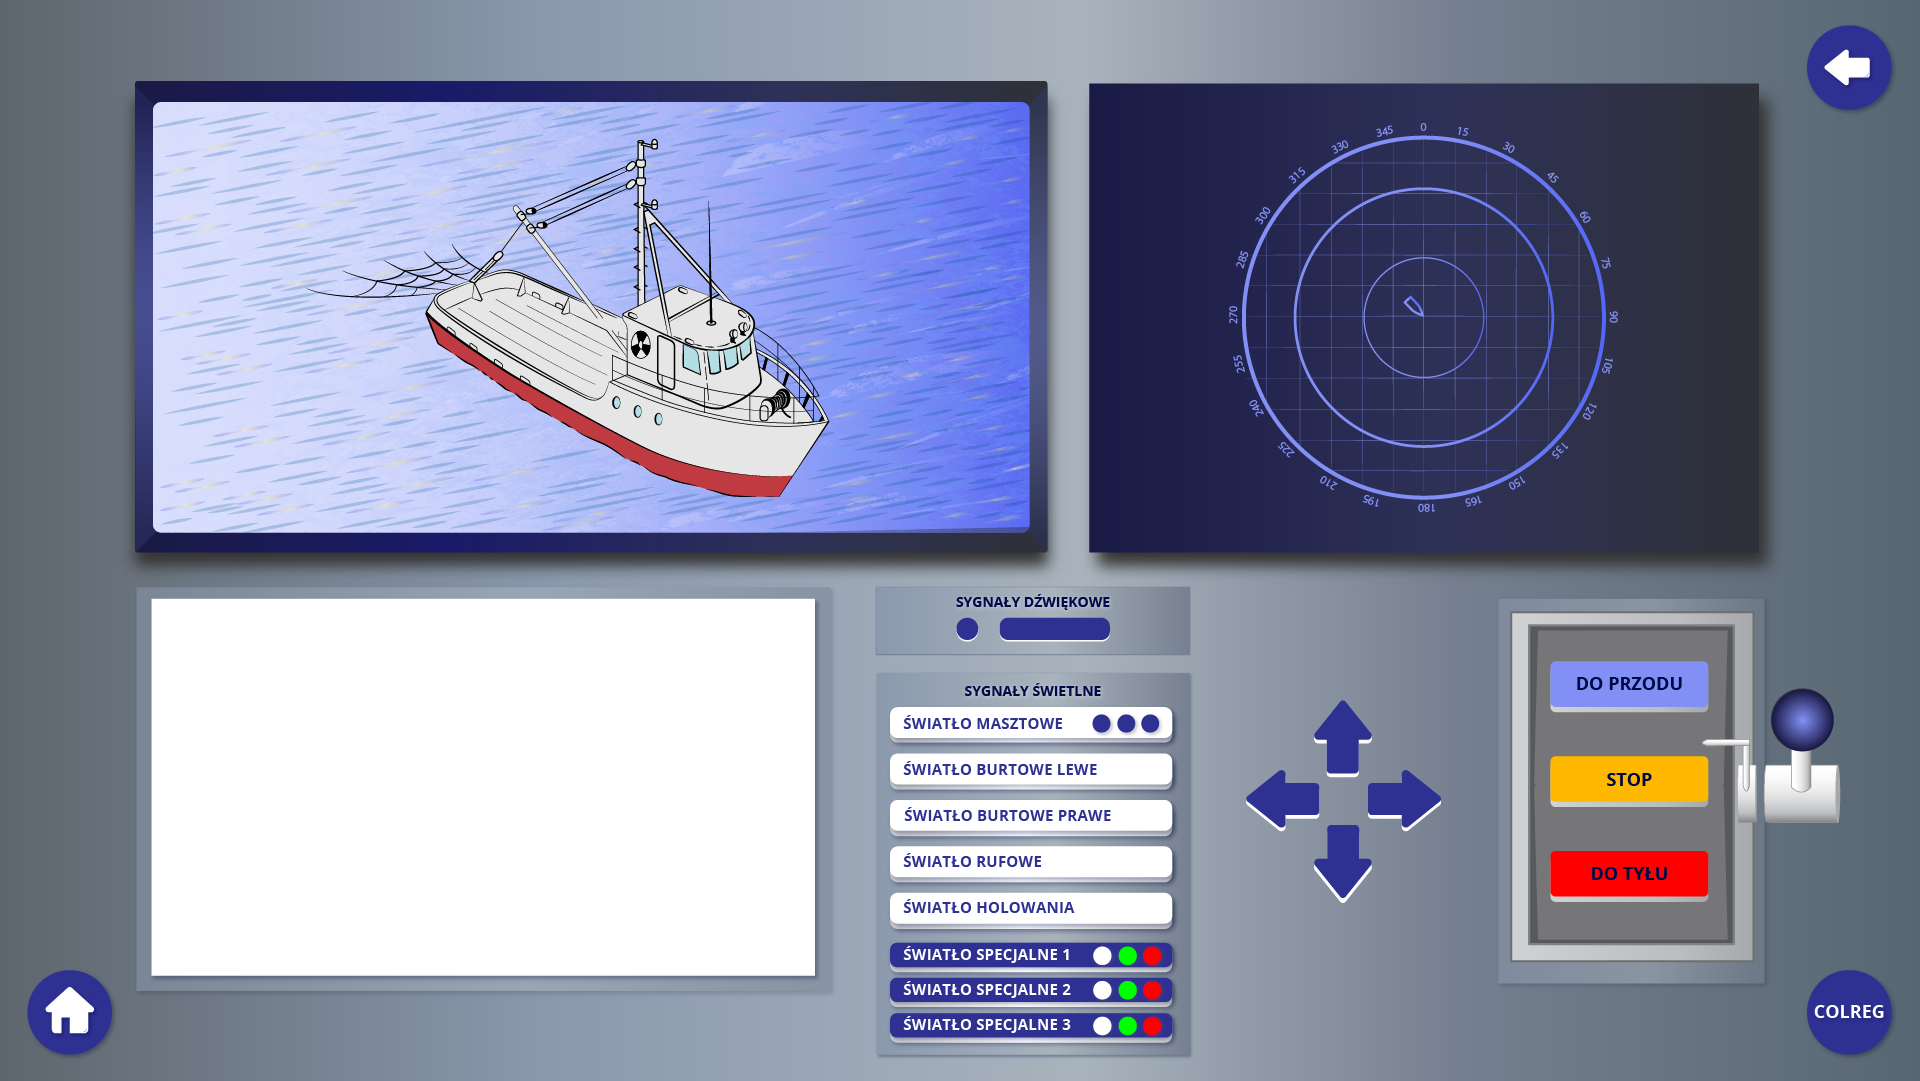 0
15
30
45
60
75
90
105
120
135
150
165
180
195
210
225
240
255
270
285
300
315
330
345
SYGNAŁY DŹWIĘKOWE
SYGNAŁY ŚWIETLNE
ŚWIATŁO MASZTOWE
ŚWIATŁO BURTOWE LEWE
ŚWIATŁO BURTOWE PRAWE
ŚWIATŁO RUFOWE
ŚWIATŁO HOLOWANIA
ŚWIATŁO SPECJALNE 1
ŚWIATŁO SPECJALNE 2
ŚWIATŁO SPECJALNE 3
DO PRZODU
STOP
DO TYŁU
COLREG